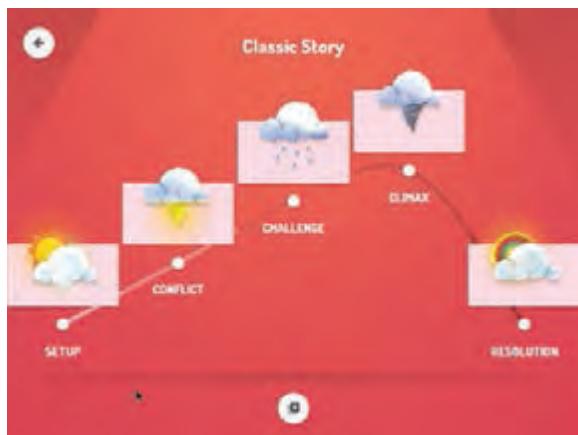 Classic Story
SETUP
CONFLICT
CHALLENGE
CLIMAX
RESOLUTION